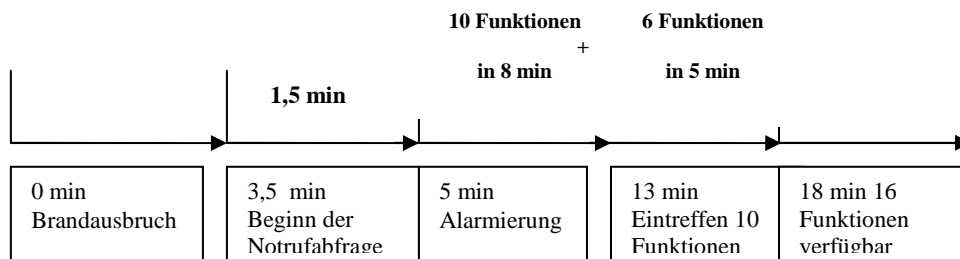 10 Funktionen
+
in 8 min
6 Funktionen
in 5 min
1,5 min
0 min
Brandausbruch
3,5 min
Beginn der
Notrufabfrage
5 min
Alarmierung
13 min
Eintreffen 10
Funktionen
18 min 16
Funktionen
verfügbar